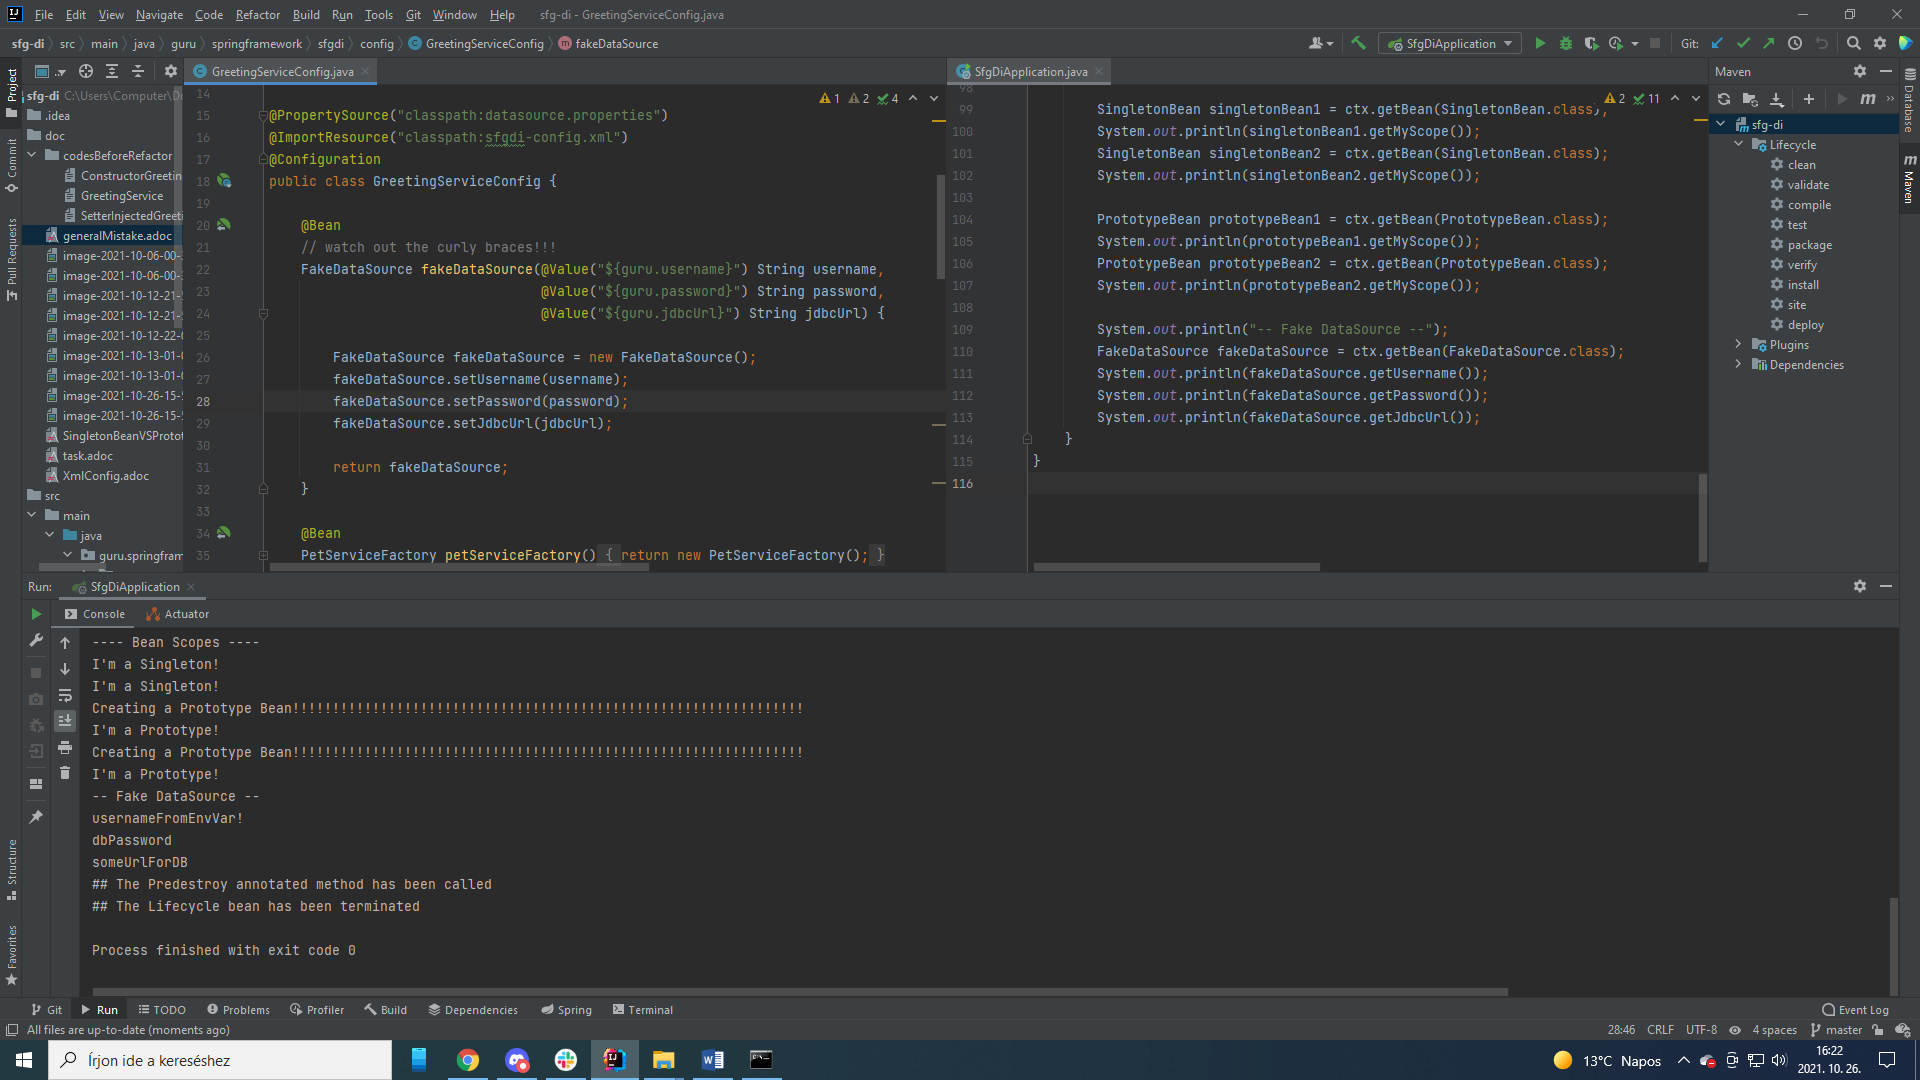 File Edit View Navigate Code Refactor Build Run Tools Git Window Help sfg-di - GreetingServiceConfig.java
sfg-di src main java guru springframework sfgdi config GreetingServiceConfig fakeDataSource
SfgDiApplication
Git:
Project
Commit
Pull Requests
Structure
Favorites
sfg-di C:\Users\Computer\Do
.idea
doc
codesBeforeRefactor
ConstructorGreetin
GreetingService
SetterInjectedGreeti
generalMistake.adoc
image-2021-10-06-00-
image-2021-10-06-00-
image-2021-10-12-21-
image-2021-10-12-21-
image-2021-10-12-22-0
image-2021-10-13-01-0
image-2021-10-13-01-0
image-2021-10-26-15-5
image-2021-10-26-15-5
SingletonBeanVSProtot
task.adoc
XmlConfig.adoc
src
main
java
guru.springfram
GreetingServiceConfig.java
1 2 4
14
15 @PropertySource("classpath:datasource.properties")
16 @ImportResource("classpath:sfgdi-config.xml")
17 @Configuration
18 public class GreetingServiceConfig {
19
20 @Bean
21 // watch out the curly braces!!!
22 FakeDataSource fakeDataSource(@Value("${guru.username}") String username,
23 @Value("${guru.password}") String password,
24 @Value("${guru.jdbcUrl}") String jdbcUrl) {
25
26 FakeDataSource fakeDataSource = new FakeDataSource();
27 fakeDataSource.setUsername(username);
28 fakeDataSource.setPassword(password);
29 fakeDataSource.setJdbcUrl(jdbcUrl);
30
31 return fakeDataSource;
32 }
33
34 @Bean
35 PetServiceFactory petServiceFactory() { return new PetServiceFactory(); }
SfgDiApplication.java
2 11
98
99 SingletonBean singletonBean1 = ctx.getBean(SingletonBean.class);
100 System.out.println(singletonBean1.getMyScope());
101 SingletonBean singletonBean2 = ctx.getBean(SingletonBean.class);
102 System.out.println(singletonBean2.getMyScope());
103
104 PrototypeBean prototypeBean1 = ctx.getBean(PrototypeBean.class);
105 System.out.println(prototypeBean1.getMyScope());
106 PrototypeBean prototypeBean2 = ctx.getBean(PrototypeBean.class);
107 System.out.println(prototypeBean2.getMyScope());
108
109 System.out.println("-- Fake DataSource --");
110 FakeDataSource fakeDataSource = ctx.getBean(FakeDataSource.class);
111 System.out.println(fakeDataSource.getUsername());
112 System.out.println(fakeDataSource.getPassword());
113 System.out.println(fakeDataSource.getJdbcUrl());
114 }
115 }
116
Maven
sfg-di
Lifecycle
clean
validate
compile
test
package
verify
install
site
deploy
Plugins
Dependencies
Database
Maven
Run: SfgDiApplication
Console Actuator
---- Bean Scopes ----
I'm a Singleton!
I'm a Singleton!
Creating a Prototype Bean!!!!!!!!!!!!!!!!!!!!!!!!!!!!!!!!!!!!!!!!!!!!!!!!!!!!!!!!!!!!!!!!
I'm a Prototype!
Creating a Prototype Bean!!!!!!!!!!!!!!!!!!!!!!!!!!!!!!!!!!!!!!!!!!!!!!!!!!!!!!!!!!!!!!!!
I'm a Prototype!
-- Fake DataSource --
usernameFromEnvVar!
dbPassword
someUrlForDB
## The Predestroy annotated method has been called
## The Lifecycle bean has been terminated
Process finished with exit code 0
Git Run TODO Problems Profiler Build Dependencies Spring Terminal Event Log
All files are up-to-date (moments ago) 28:46 CRLF UTF-8 4 spaces master
Írjon ide a kereséshez
13°C Napos
16:22
2021. 10. 26.